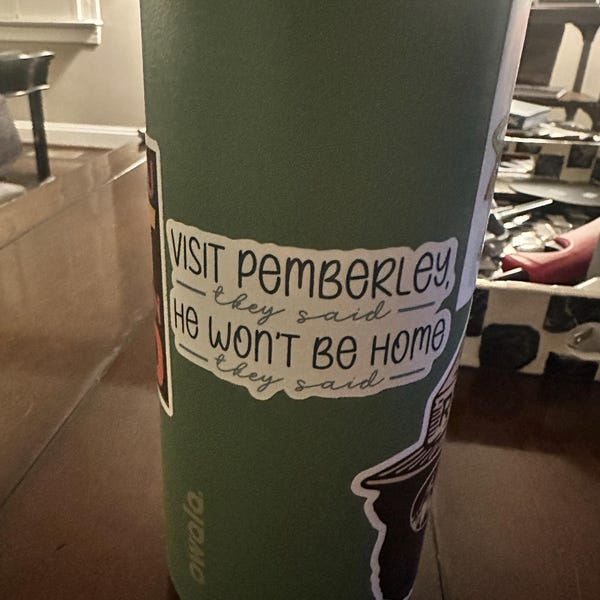 VISIT PEMBERLEY,
they said
HE WON'T BE HOME
they said
owala